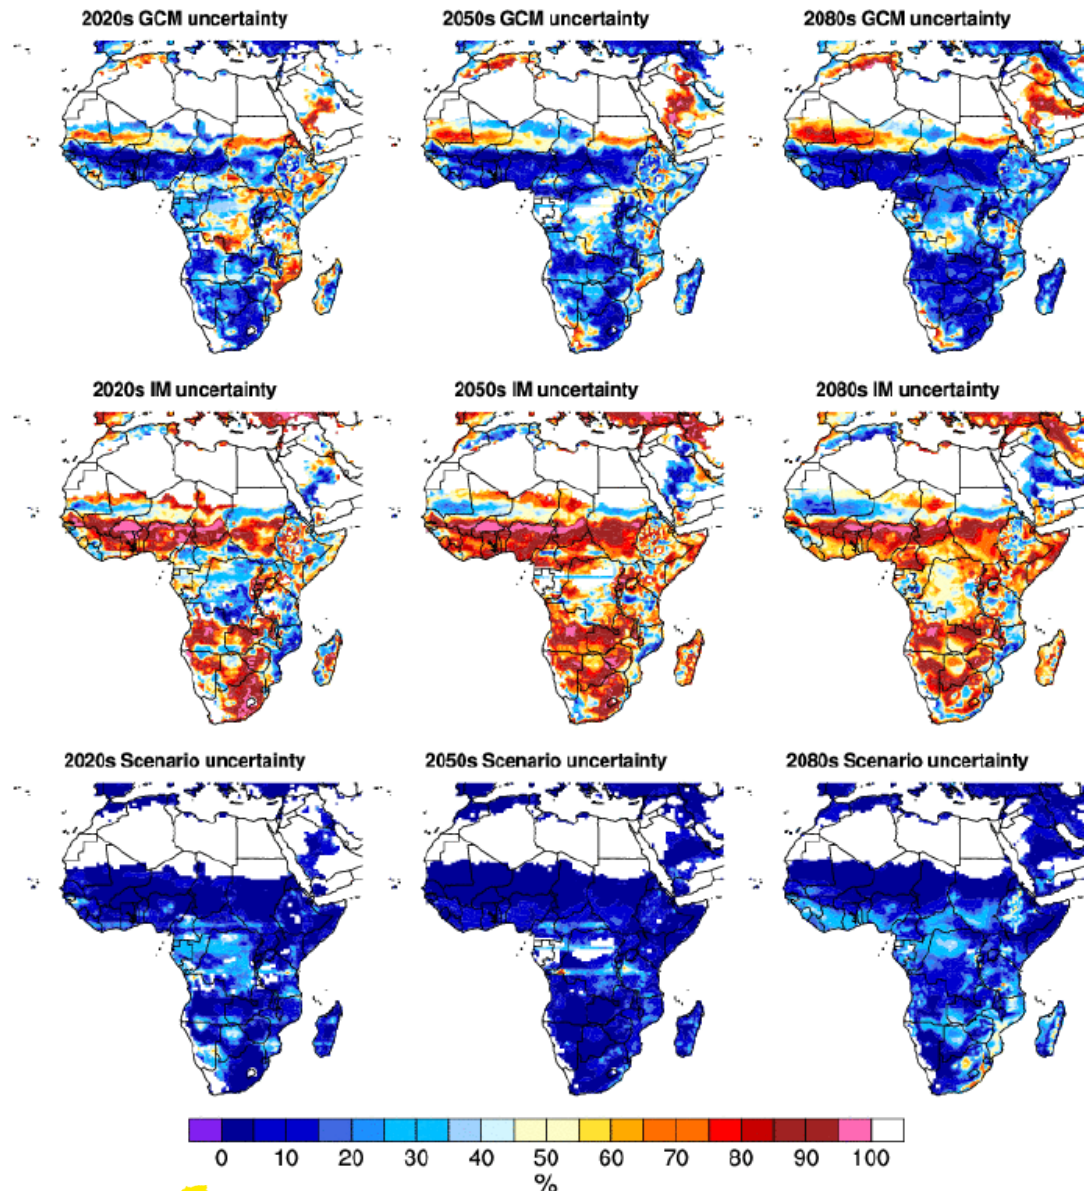 2020s GCM uncertainty 2050s GCM uncertainty 2080s GCM uncertainty
2020s IM uncertainty 2050s IM uncertainty 2080s IM uncertainty
2020s Scenario uncertainty 2050s Scenario uncertainty 2080s Scenario uncertainty
0 10 20 30 40 50 60 70 80 90 100
%